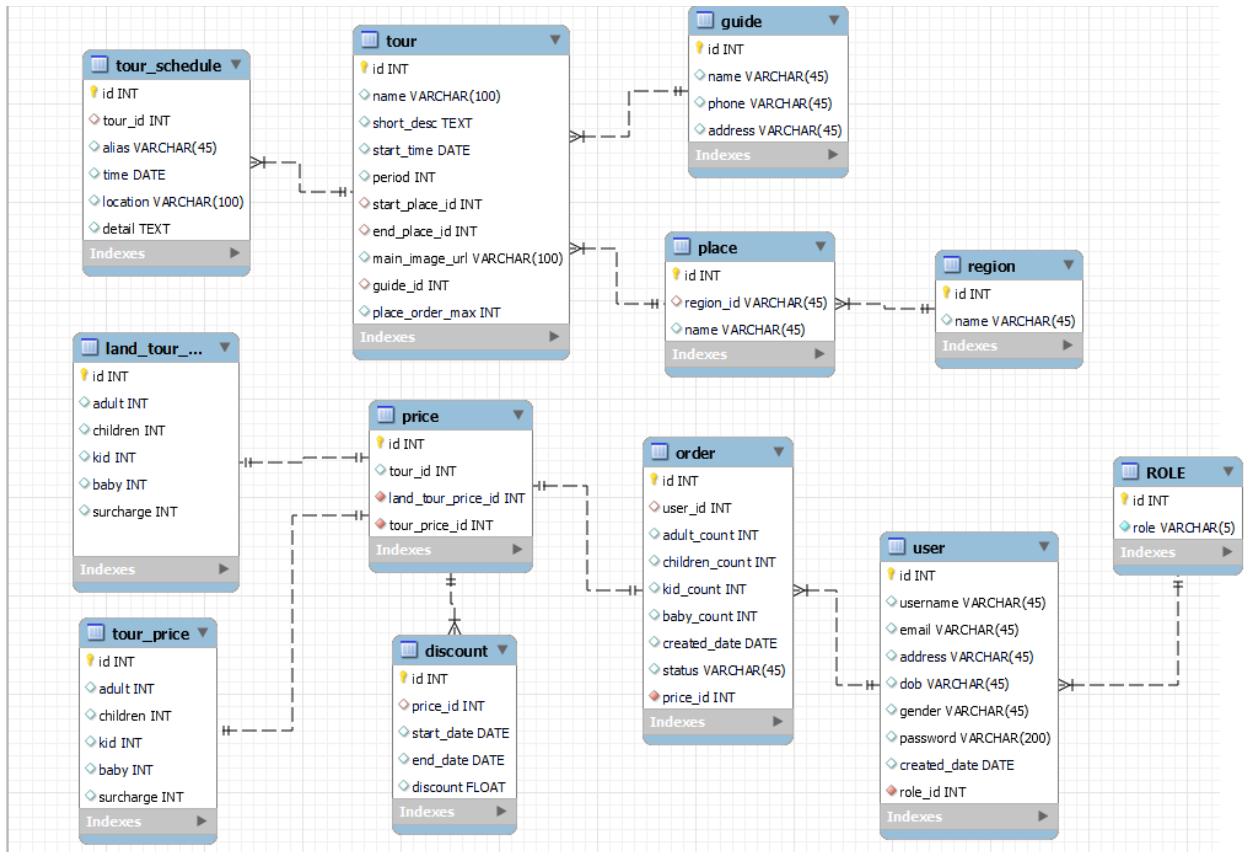 tour_schedule
id INT
tour_id INT
alias VARCHAR(45)
time DATE
location VARCHAR(100)
detail TEXT
Indexes
tour
id INT
name VARCHAR(100)
short_desc TEXT
start_time DATE
period INT
start_place_id INT
end_place_id INT
main_image_url VARCHAR(100)
guide_id INT
place_order_max INT
Indexes
guide
id INT
name VARCHAR(45)
phone VARCHAR(45)
address VARCHAR(45)
Indexes
place
id INT
region_id VARCHAR(45)
name VARCHAR(45)
Indexes
region
id INT
name VARCHAR(45)
Indexes
land_tour_...
id INT
adult INT
children INT
kid INT
baby INT
surcharge INT
Indexes
price
id INT
tour_id INT
land_tour_price_id INT
tour_price_id INT
Indexes
order
id INT
user_id INT
adult_count INT
children_count INT
kid_count INT
baby_count INT
created_date DATE
status VARCHAR(45)
price_id INT
Indexes
ROLE
id INT
role VARCHAR(5)
Indexes
user
id INT
username VARCHAR(45)
email VARCHAR(45)
address VARCHAR(45)
dob VARCHAR(45)
gender VARCHAR(45)
password VARCHAR(200)
created_date DATE
role_id INT
Indexes
tour_price
id INT
adult INT
children INT
kid INT
baby INT
surcharge INT
Indexes
discount
id INT
price_id INT
start_date DATE
end_date DATE
discount FLOAT
Indexes